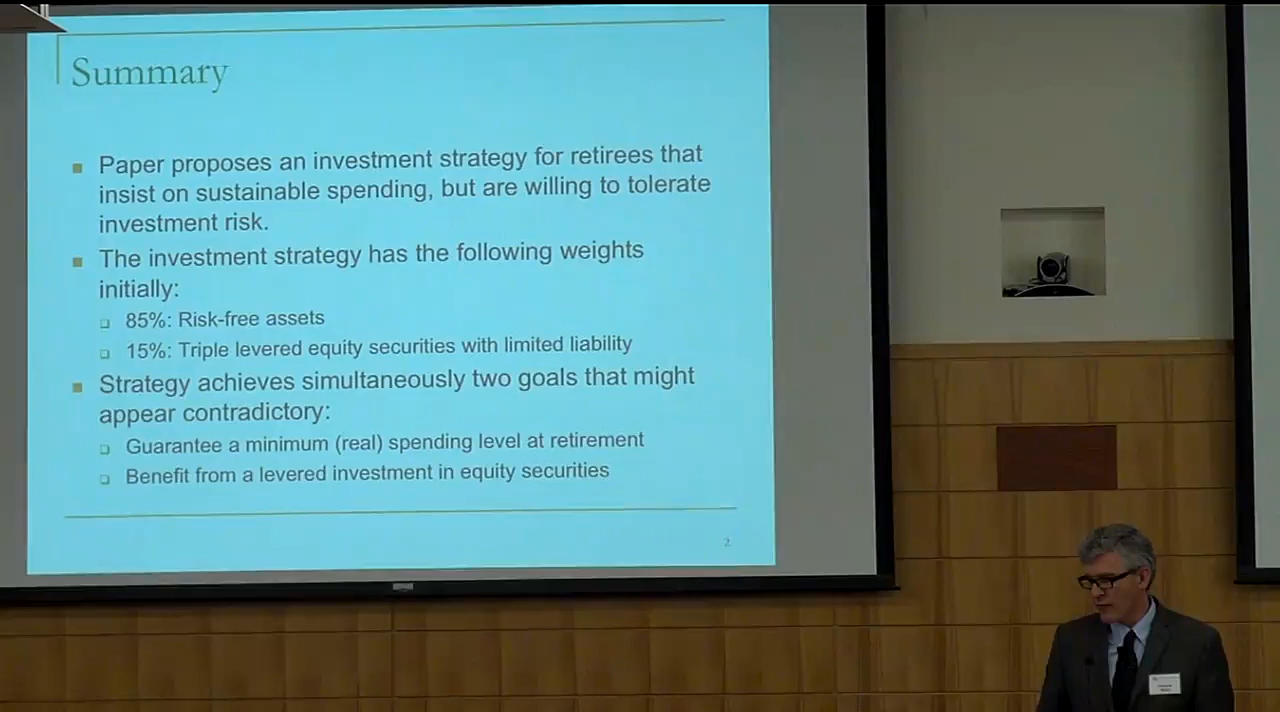 Summary
Paper proposes an investment strategy for retirees that
insist on sustainable spending, but are willing to tolerate
investment risk.
The investment strategy has the following weights
initially:
85%: Risk-free assets
15%: Triple levered equity securities with limited liability
Strategy achieves simultaneously two goals that might
appear contradictory:
Guarantee a minimum (real) spending level at retirement
Benefit from a levered investment in equity securities
2